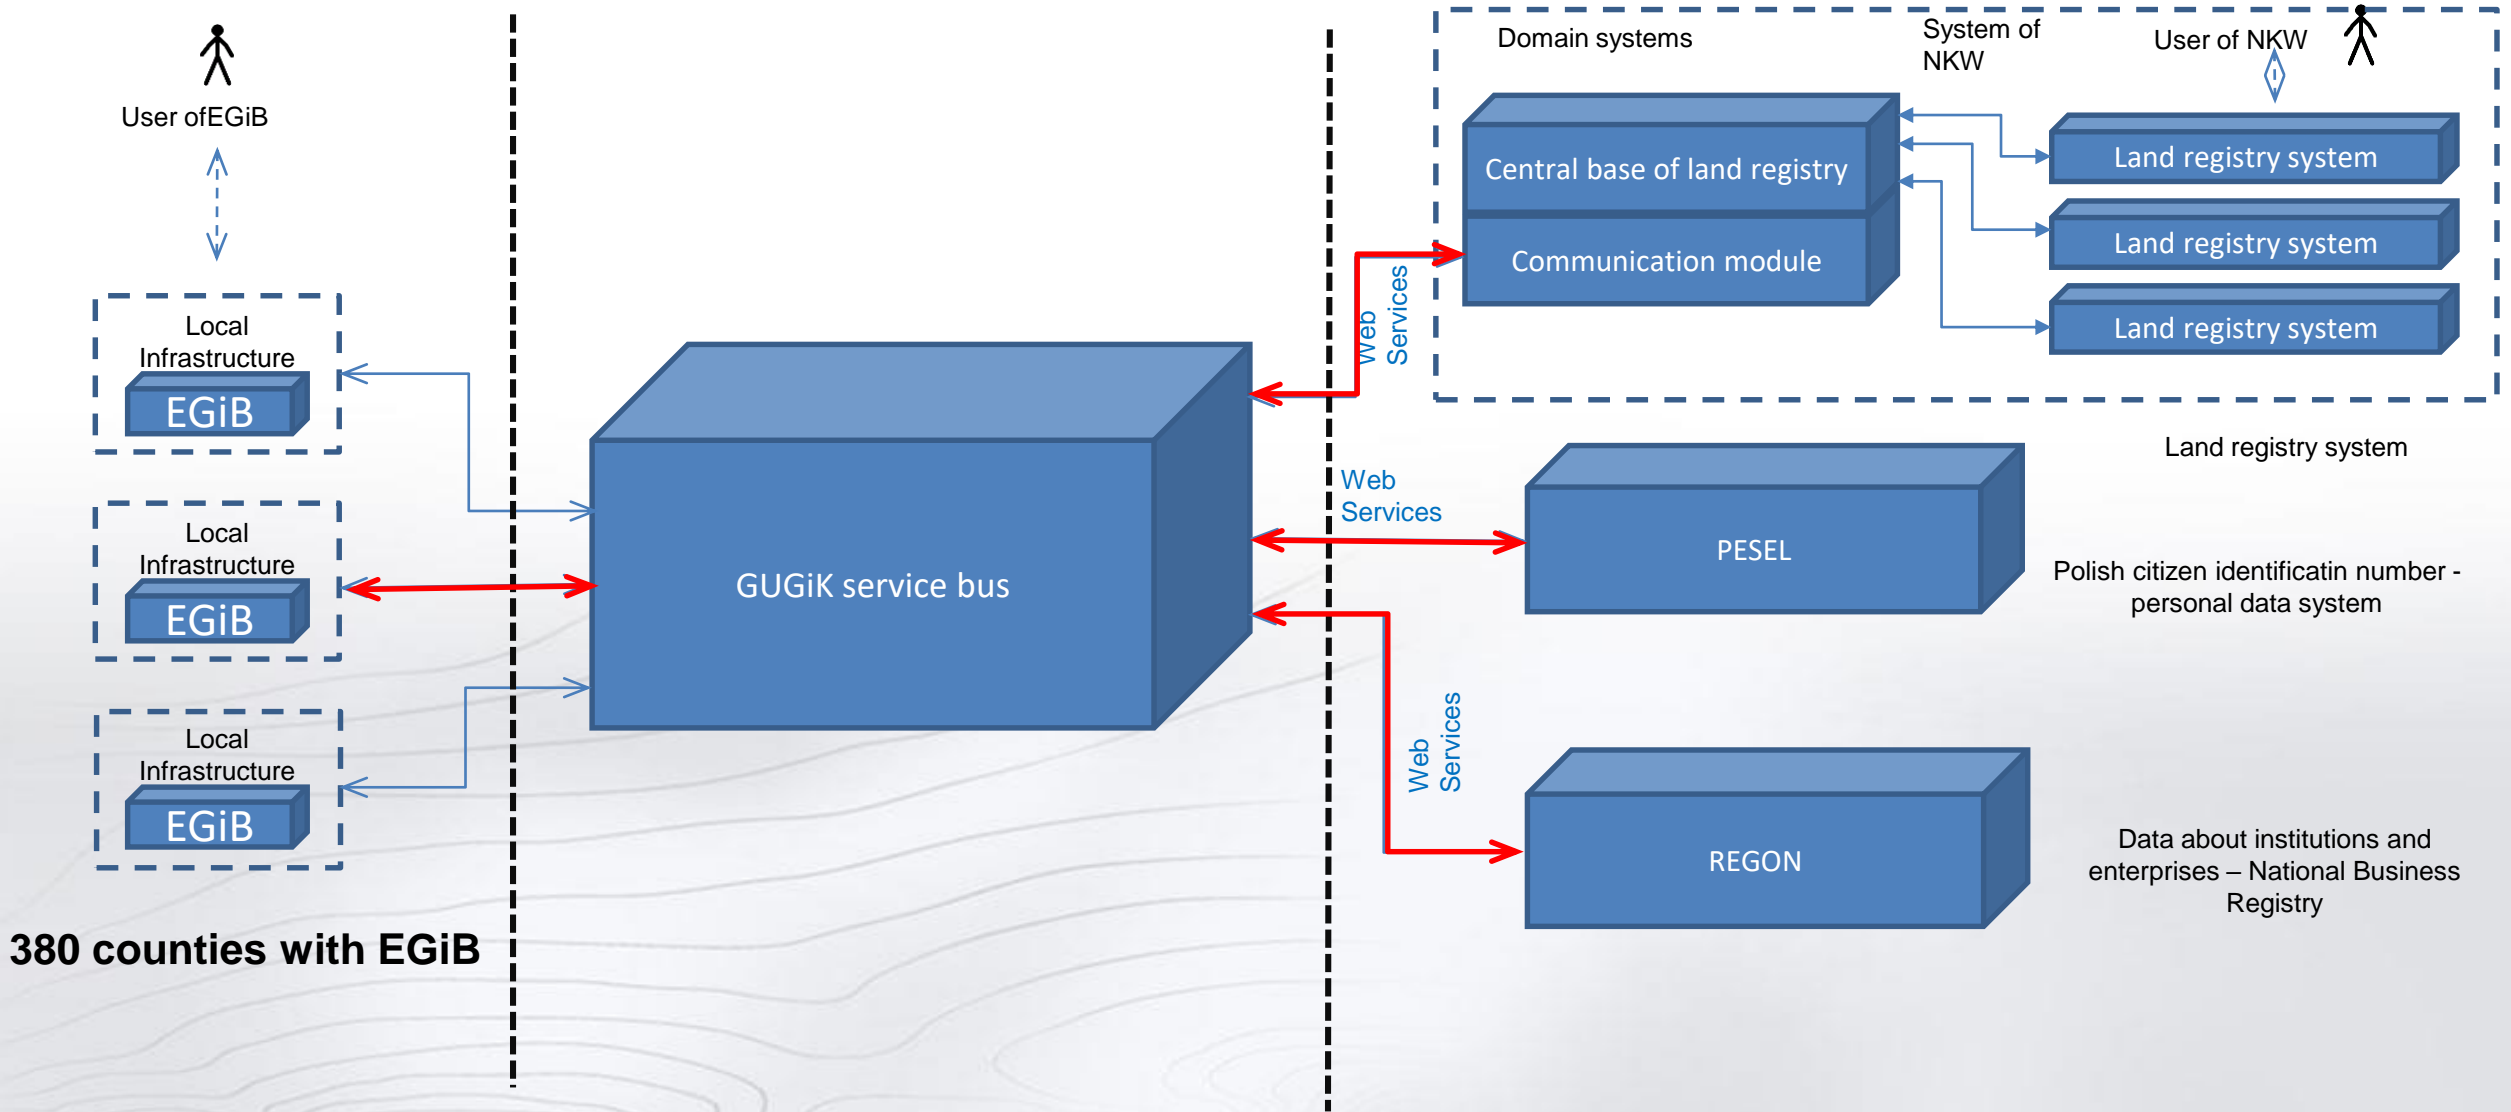 User ofEGiB
Local
Infrastructure
EGiB
Local
Infrastructure
EGiB
Local
Infrastructure
EGiB
380 counties with EGiB
GUGiK service bus
Web
Services
Web
Services
Web
Services
Domain systems
System of
NKW
User of NKW
Central base of land registry
Communication module
Land registry system
Land registry system
Land registry system
Land registry system
PESEL
Polish citizen identificatin number -
personal data system
REGON
Data about institutions and
enterprises – National Business
Registry